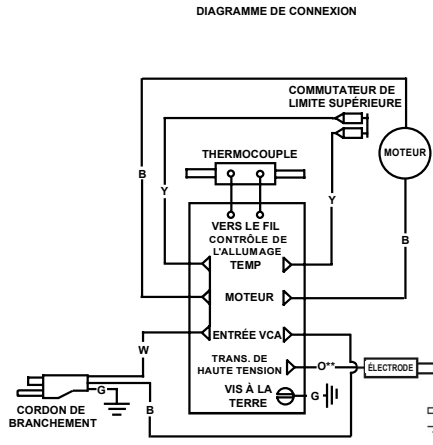 DIAGRAMME DE CONNEXION
COMMUTATEUR DE
LIMITE SUPÉRIEURE
MOTEUR
THERMOCOUPLE
B
Y
Y
B
VERS LE FIL
CONTRÔLE DE
L'ALLUMAGE
TEMP
MOTEUR
ENTRÉE VCA
W
TRANS. DE
HAUTE TENSION
O**
ÉLECTRODE
VIS À LA
TERRE
G
G
B
CORDON DE
BRANCHEMENT